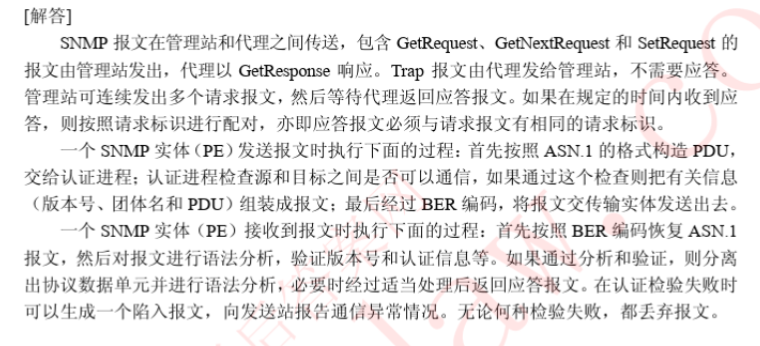 [解答]
SNMP 报文在管理站和代理之间传送，包含 GetRequest、GetNextRequest 和 SetRequest 的
报文由管理站发出，代理以 GetResponse 响应。Trap 报文由代理发给管理站，不需要应答。
管理站可连续发出多个请求报文，然后等待代理返回应答报文。如果在规定的时间内收到应
答，则按照请求标识进行配对，亦即应答报文必须与请求报文有相同的请求标识。
一个 SNMP 实体（PE）发送报文时执行下面的过程：首先按照 ASN.1 的格式构造 PDU，
交给认证进程；认证进程检查源和目标之间是否可以通信，如果通过这个检查则把有关信息
（版本号、团体名和 PDU）组装成报文；最后经过 BER 编码，将报文交传输实体发送出去。
一个 SNMP 实体（PE）接收到报文时执行下面的过程：首先按照 BER 编码恢复 ASN.1
报文，然后对报文进行语法分析，验证版本号和认证信息等。如果通过分析和验证，则分离
出协议数据单元并进行语法分析，必要时经过适当处理后返回应答报文。在认证检验失败时
可以生成一个陷入报文，向发送站报告通信异常情况。无论何种检验失败，都丢弃报文。